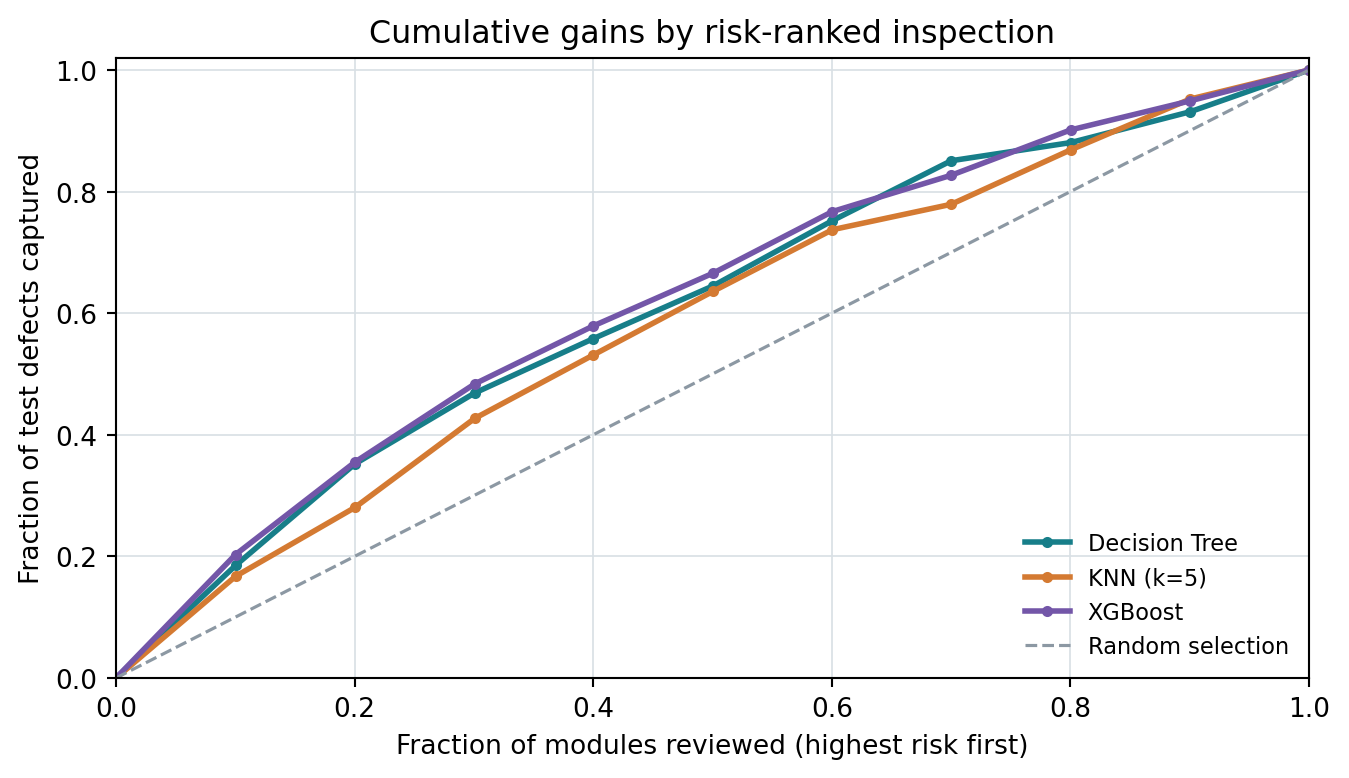 Cumulative gains by risk-ranked inspection
Fraction of test defects captured
1.0
0.8
0.6
0.4
0.2
0.0
Decision Tree
KNN (k=5)
XGBoost
Random selection
0.0 0.2 0.4 0.6 0.8 1.0
Fraction of modules reviewed (highest risk first)